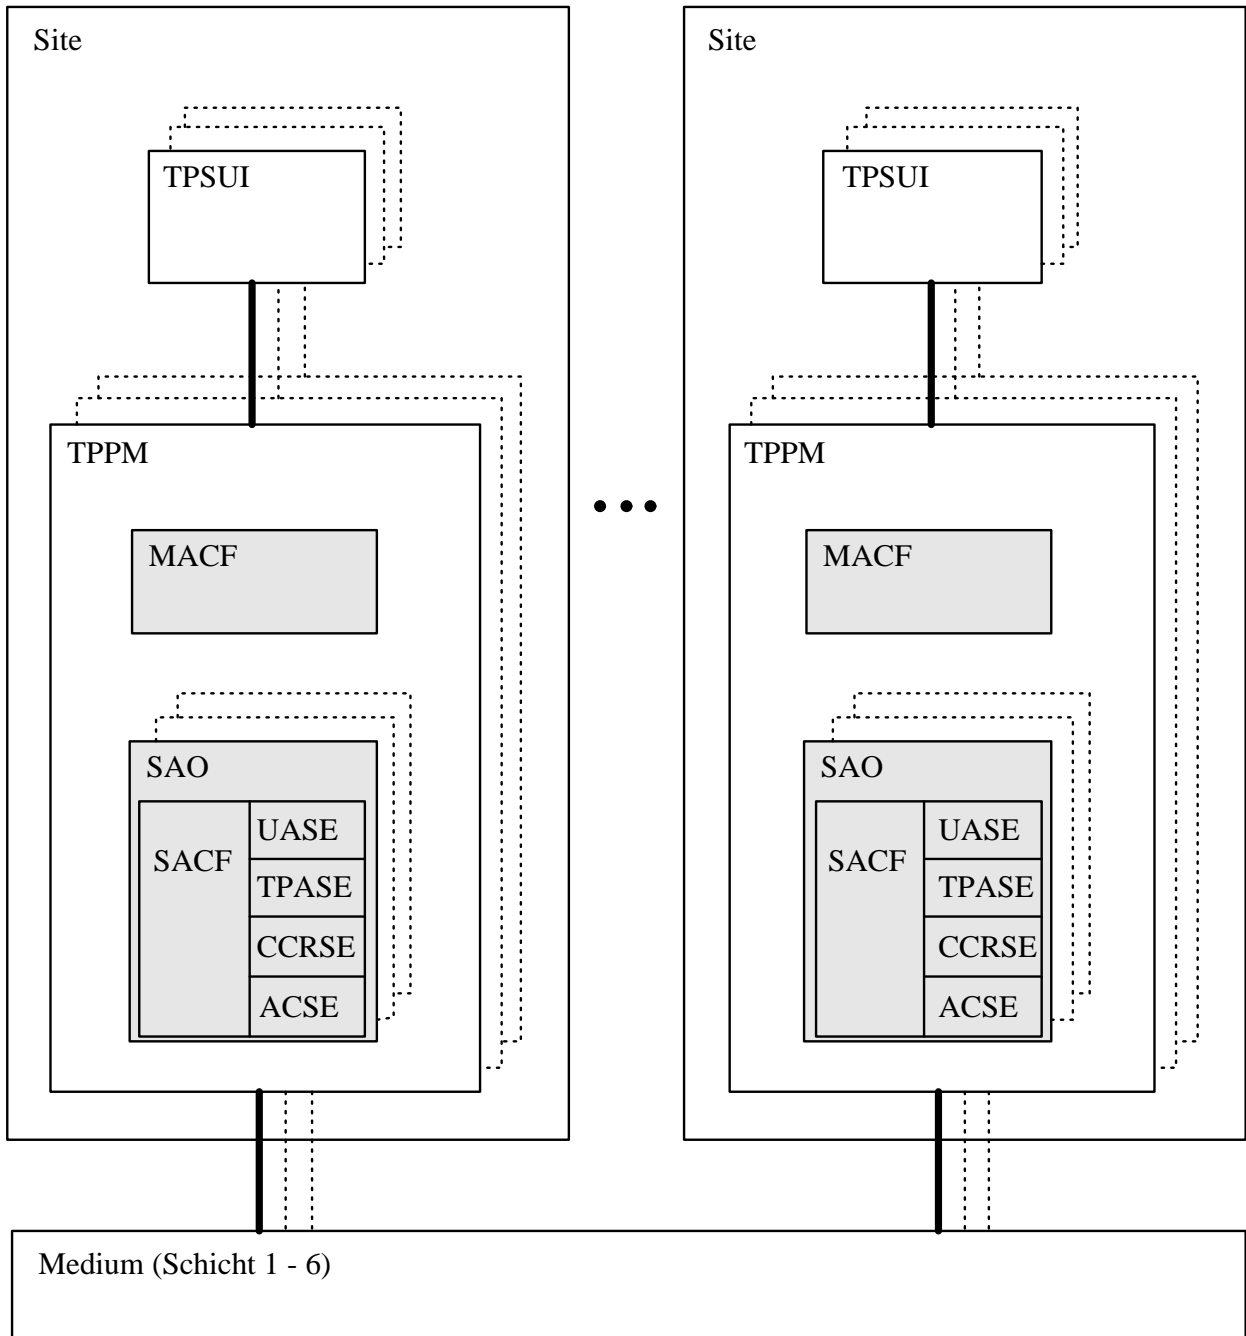 Site
TPSUI
TPPM
MACF
SAO
SACF
UASE
TPASE
CCRSE
ACSE
Site
TPSUI
TPPM
MACF
SAO
SACF
UASE
TPASE
CCRSE
ACSE
Medium (Schicht 1 - 6)